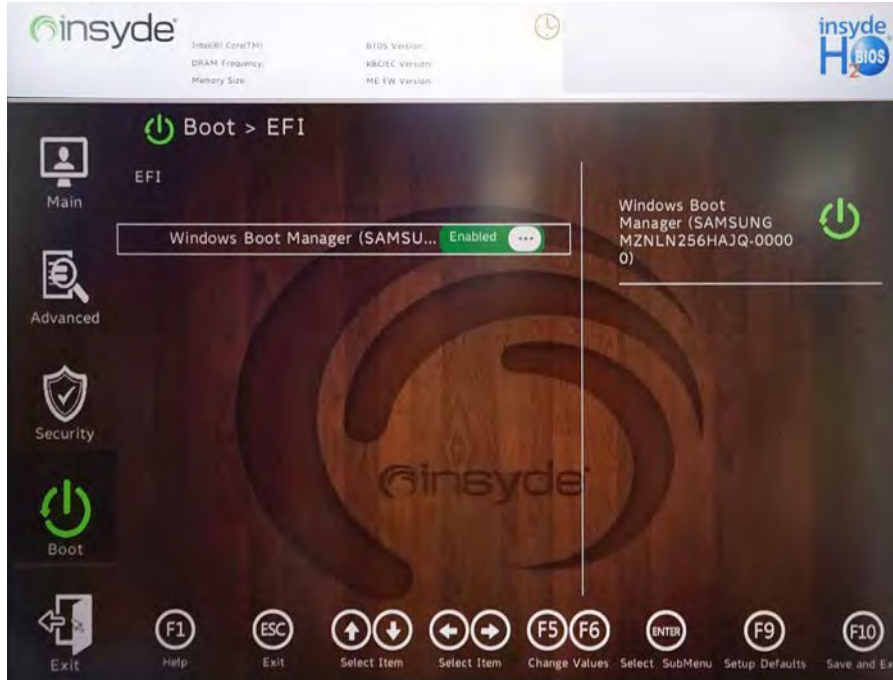 insyde
Intel(R) Core(TM)
DRAM Frequency:
Memory Size:
BIOS Version:
KBC/EC Version:
ME FW Version:
insyde
H2O BIOS
Boot > EFI
EFI
Main
Advanced
Security
Boot
Exit
Windows Boot Manager (SAMSU... Enabled ...
Windows Boot
Manager (SAMSUNG
MZNLN256HAJQ-0000
0)
insyde
F1 ESC F5 F6 ENTER F9 F10
Help Exit Select Item Select Item Change Values Select SubMenu Setup Defaults Save and Ex